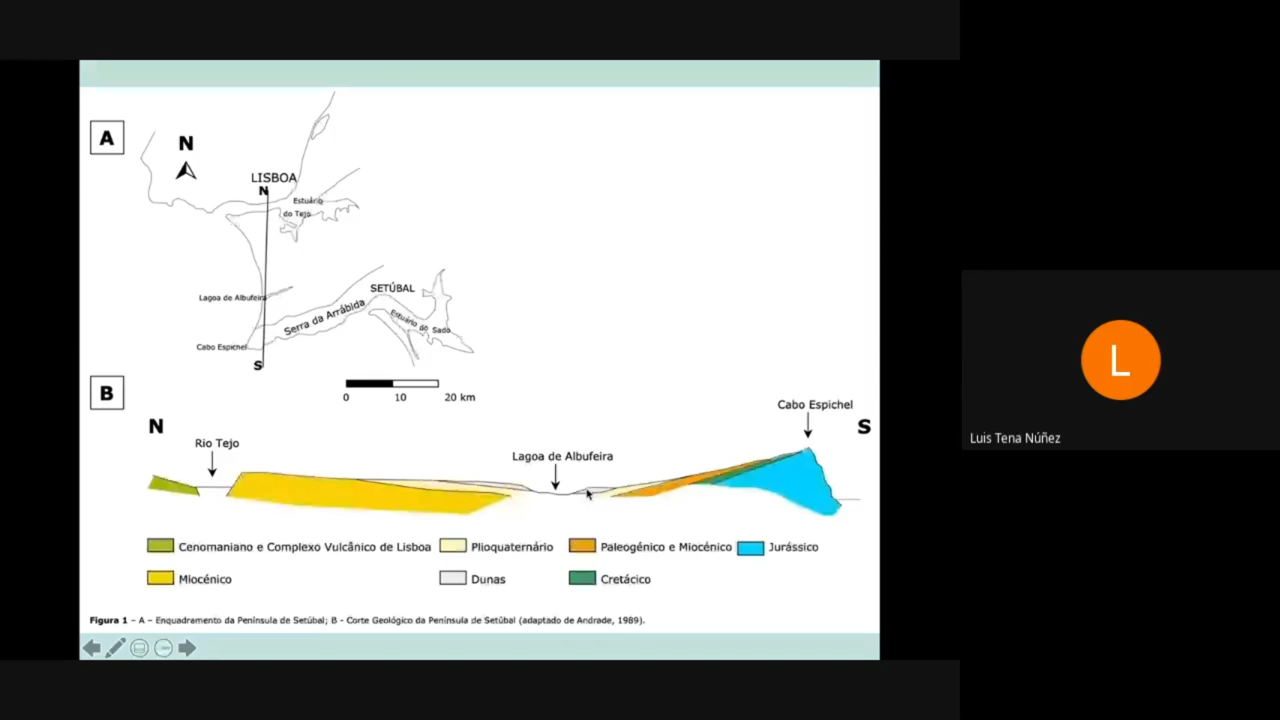 A
N
LISBOA
N
Estuário
do Tejo
Lagoa de Albufeira
SETÚBAL
Serra da Arrábida
Estuário do Sado
Cabo Espichel
S
0 10 20 km
B
N
Cabo Espichel
S
Rio Tejo
Lagoa de Albufeira
Cenomaniano e Complexo Vulcânico de Lisboa
Plioquaternário
Paleogénico e Miocénico
Jurássico
Miocénico
Dunas
Cretácico
Figura 1 – A – Enquadramento da Península de Setúbal; B - Corte Geológico da Península de Setúbal (adaptado de Andrade, 1989).
L
Luis Tena Núñez